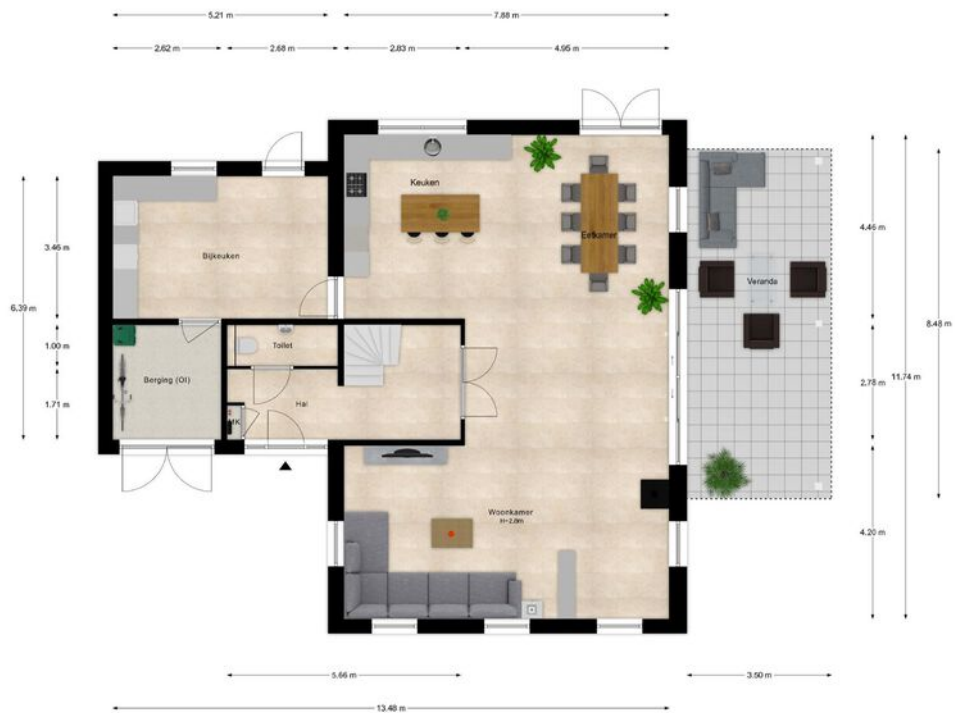 5.21 m
7.88 m
2.62 m
2.68 m
2.83 m
4.95 m
Keuken
Eetkamer
Bijkeuken
Veranda
3.46 m
4.46 m
6.39 m
8.48 m
1.00 m
Toilet
11.74 m
Berging (OI)
2.78 m
1.71 m
Hal
MK
Woonkamer
H=2.6m
4.20 m
5.66 m
3.50 m
13.48 m